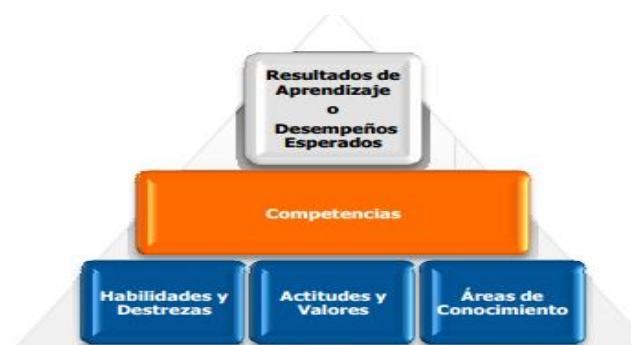 Resultados de
Aprendizaje
o
Desempeños
Esperados
Competencias
Habilidades y
Destrezas
Actitudes y
Valores
Áreas de
Conocimiento